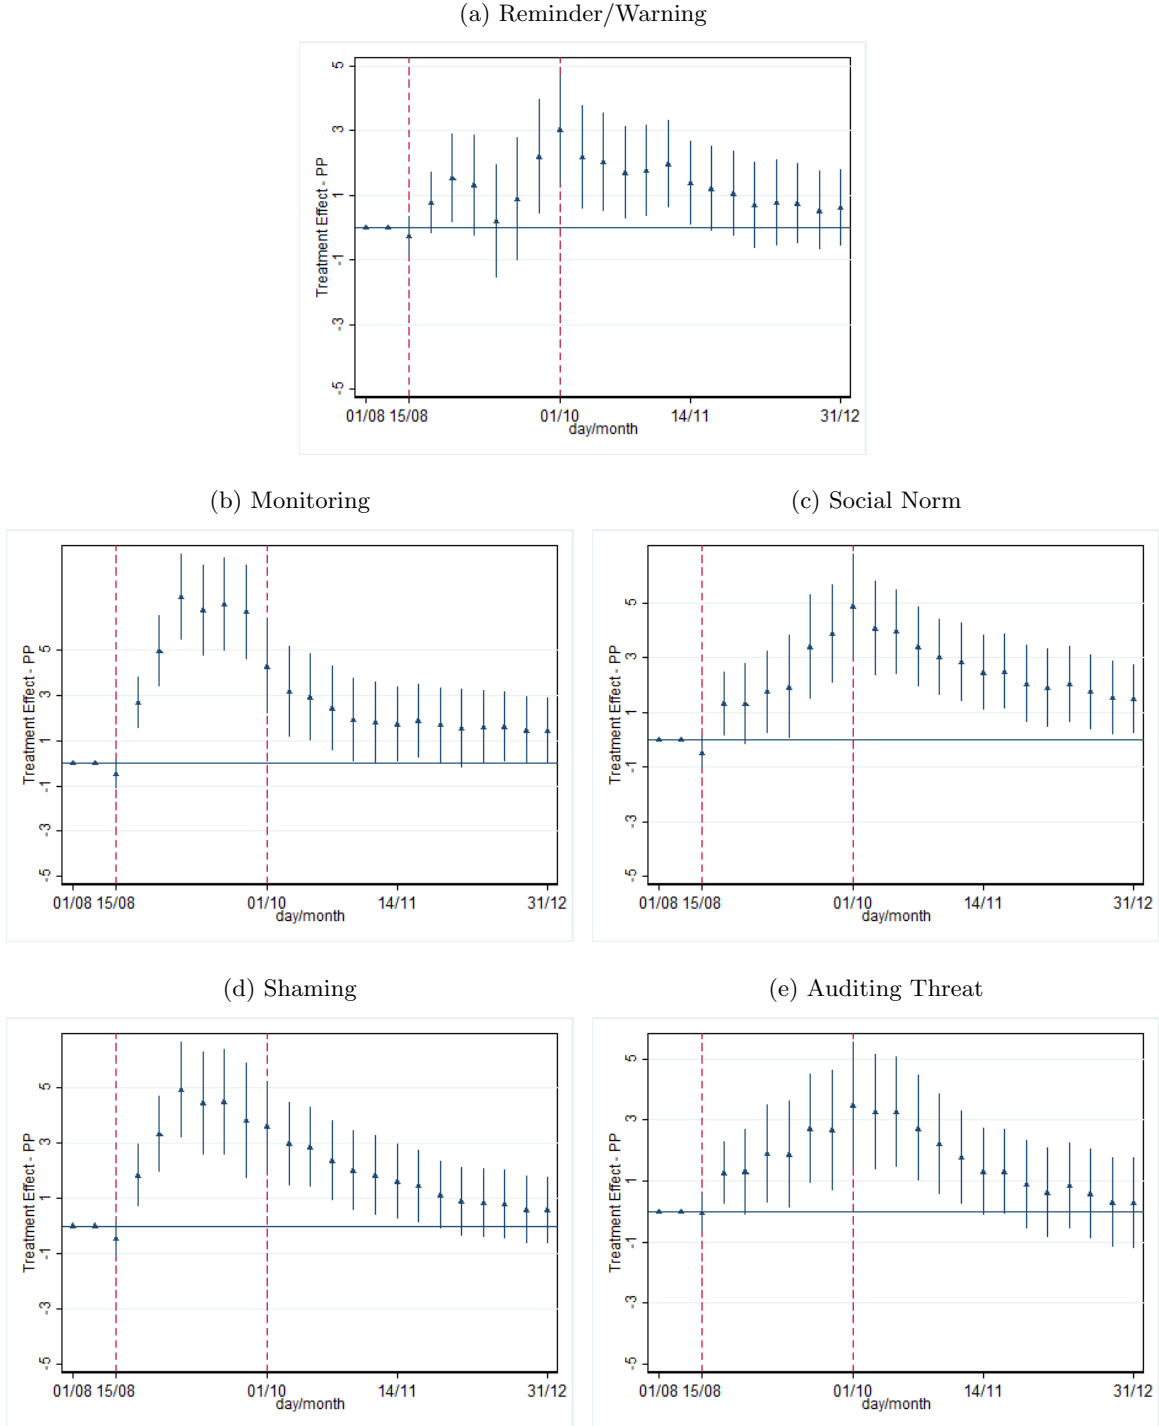 (a) Reminder/Warning
Treatment Effect - PP
5
3
1
-1
-3
-5
01/08 15/08 01/10 14/11 31/12
day/month
(b) Monitoring
Treatment Effect - PP
5
3
1
-1
-3
-5
01/08 15/08 01/10 14/11 31/12
day/month
(c) Social Norm
Treatment Effect - PP
5
3
1
-1
-3
-5
01/08 15/08 01/10 14/11 31/12
day/month
(d) Shaming
Treatment Effect - PP
5
3
1
-1
-3
-5
01/08 15/08 01/10 14/11 31/12
day/month
(e) Auditing Threat
Treatment Effect - PP
5
3
1
-1
-3
-5
01/08 15/08 01/10 14/11 31/12
day/month